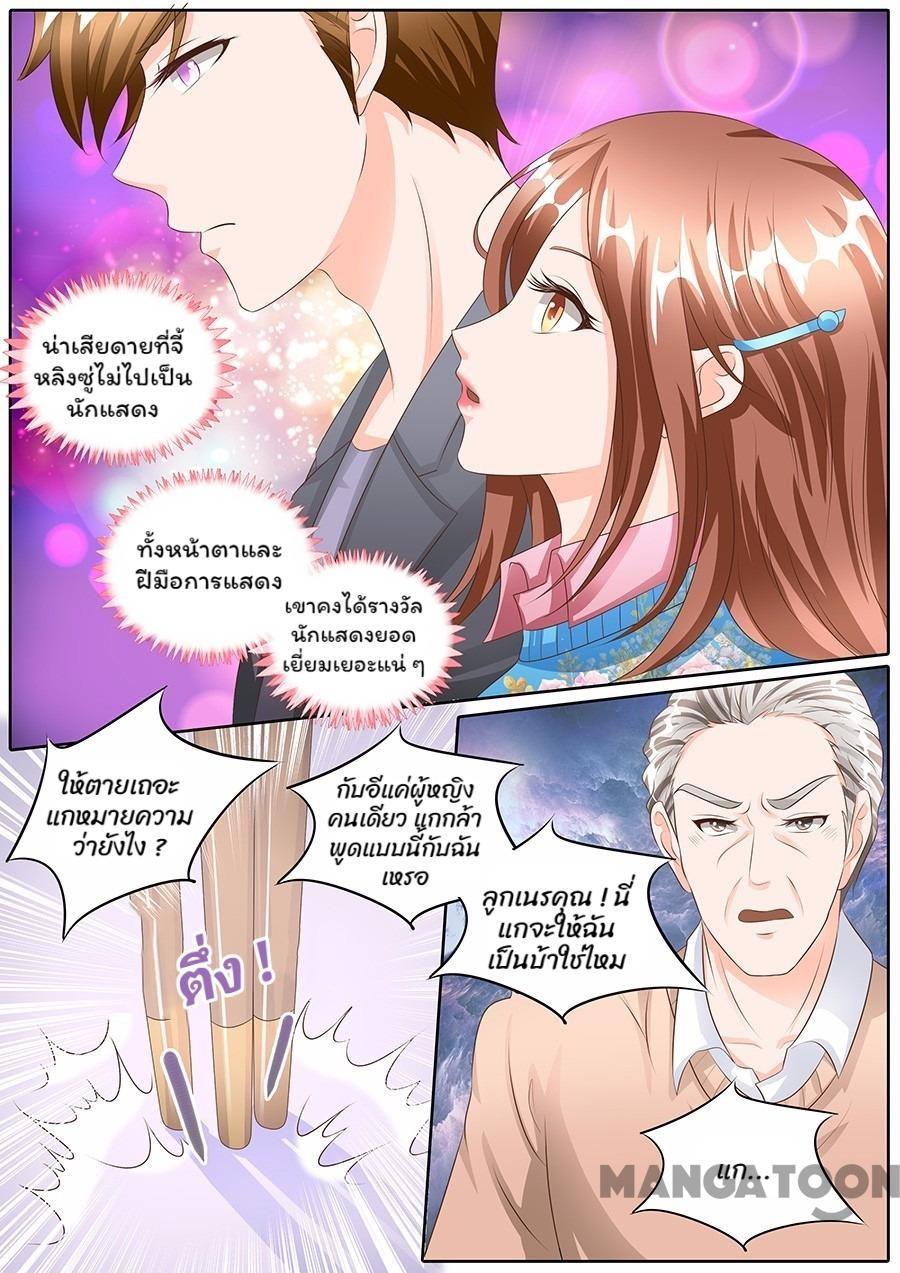 น่าเสียดายที่จี้
หลิงซู่ไม่ไปเป็น
นักแสดง
ทั้งหน้าตาและ
ฝีมือการแสดง
เขาคงได้รางวัล
นักแสดงยอด
เยี่ยมเยอะแน่ ๆ
ให้ตายเถอะ
แกหมายความ
ว่ายังไง ?
กับอีแค่ผู้หญิง
คนเดียว แกกล้า
พูดแบบนี้กับฉัน
เหรอ
ลูกเนรคุณ ! นี่
แกจะให้ฉัน
เป็นบ้าใช่ไหม
ตึ่ง !
แก...
MANGATOON